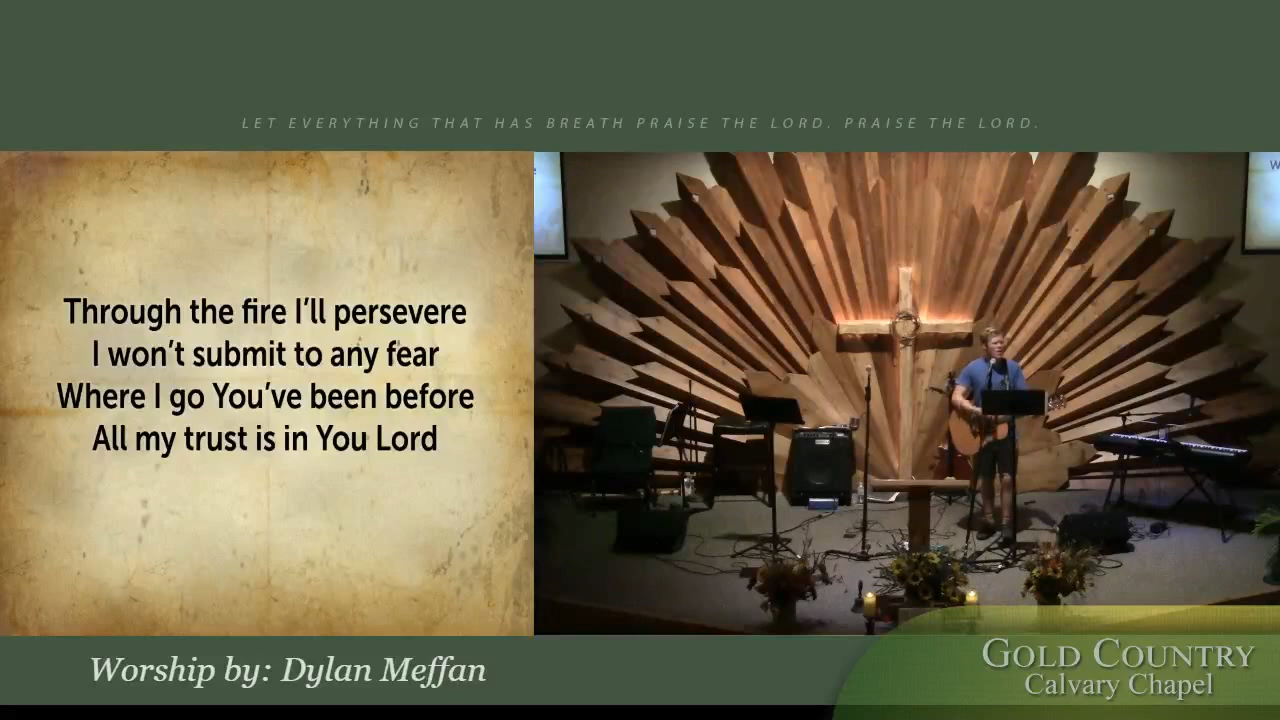 LET EVERYTHING THAT HAS BREATH PRAISE THE LORD. PRAISE THE LORD.
Through the fire I'll persevere
I won't submit to any fear
Where I go You've been before
All my trust is in You Lord
Worship by: Dylan Meffan
GOLD COUNTRY
Calvary Chapel